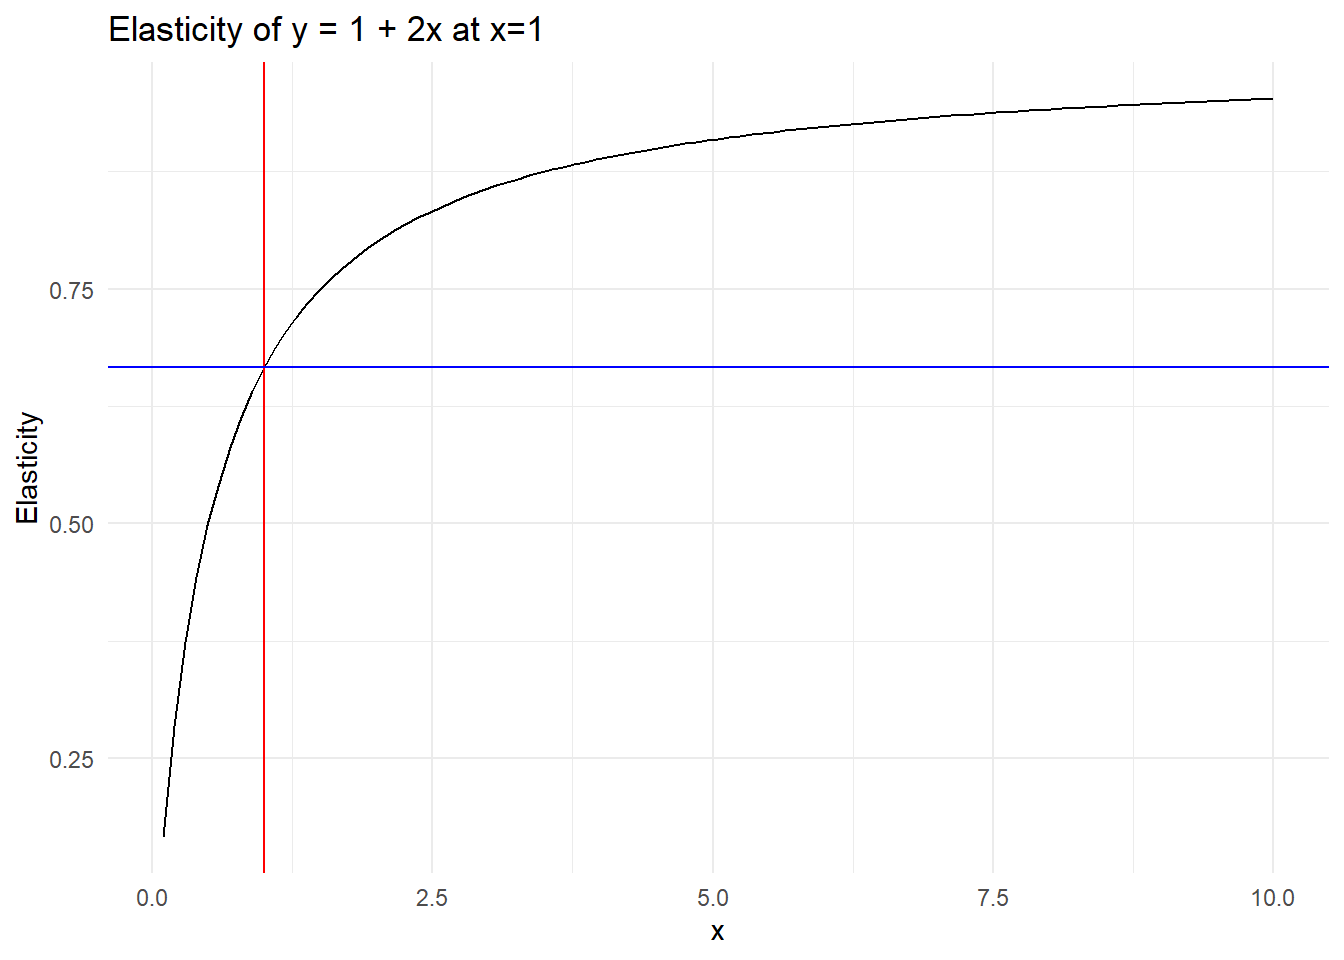 Elasticity of y = 1 + 2x at x=1
Elasticity
0.75
0.50
0.25
0.0 2.5 5.0 7.5 10.0
x